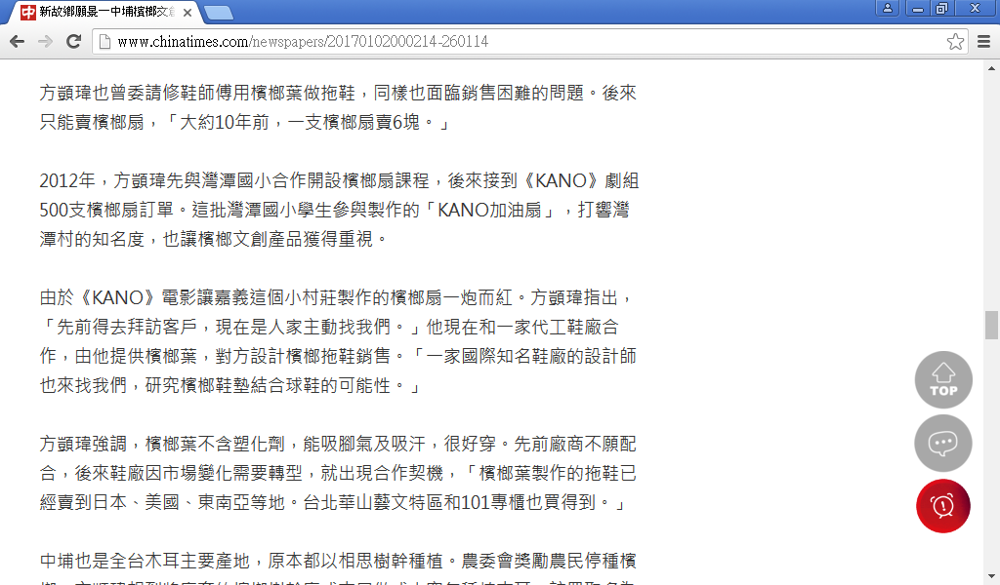 新故鄉願景－中埔檳榔文創
www.chinatimes.com/newspapers/20170102000214-260114
方顗瑋也曾委請修鞋師傅用檳榔葉做拖鞋，同樣也面臨銷售困難的問題。後來
只能賣檳榔扇，「大約10年前，一支檳榔扇賣6塊。」
2012年，方顗瑋先與灣潭國小合作開設檳榔扇課程，後來接到《KANO》劇組
500支檳榔扇訂單。這批灣潭國小學生參與製作的「KANO加油扇」，打響灣
潭村的知名度，也讓檳榔文創產品獲得重視。
由於《KANO》電影讓嘉義這個小村莊製作的檳榔扇一炮而紅。方顗瑋指出，
「先前得去拜訪客戶，現在是人家主動找我們。」他現在和一家代工鞋廠合
作，由他提供檳榔葉，對方設計檳榔拖鞋銷售。「一家國際知名鞋廠的設計師
也來找我們，研究檳榔鞋墊結合球鞋的可能性。」
方顗瑋強調，檳榔葉不含塑化劑，能吸腳氣及吸汗，很好穿。先前廠商不願配
合，後來鞋廠因市場變化需要轉型，就出現合作契機，「檳榔葉製作的拖鞋已
經賣到日本、美國、東南亞等地。台北華山藝文特區和101專櫃也買得到。」
TOP
中埔也是全台木耳主要產地，原本都以相思樹幹種植。農委會獎勵農民停種檳